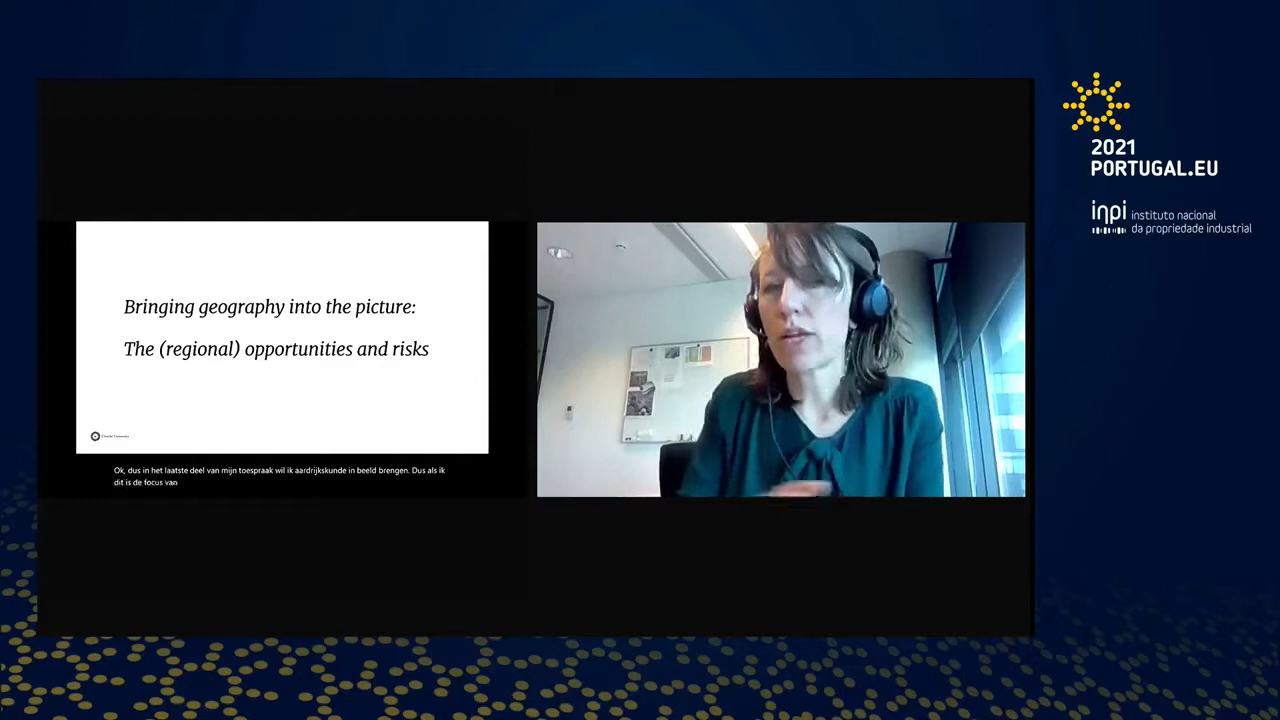 Bringing geography into the picture:
The (regional) opportunities and risks
Utrecht University
Ok, dus in het laatste deel van mijn toespraak wil ik aardrijkskunde in beeld brengen. Dus als ik
dit is de focus van
2021
PORTUGAL.EU
inpi instituto nacional
da propriedade industrial